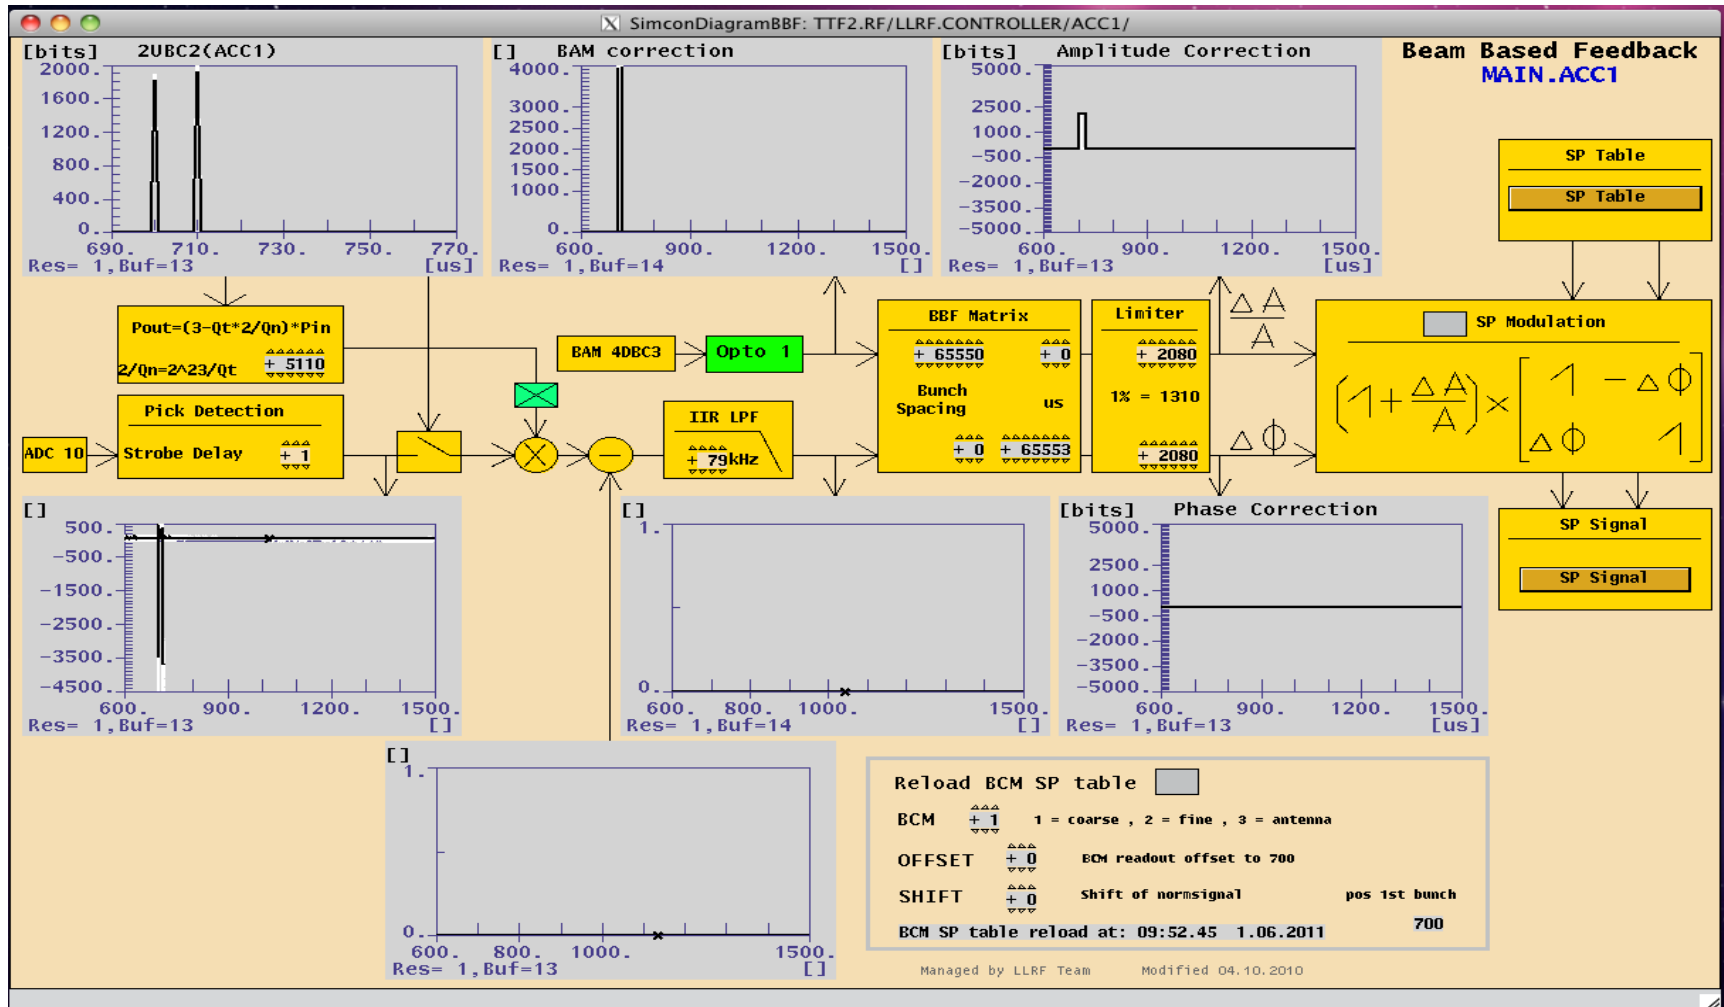 SimconDiagramBBF: TTF2.RF/LLRF.CONTROLLER/ACC1/
Beam Based Feedback
MAIN.ACC1
[bits] 2UBC2(ACC1)
2000.
1600.
1200.
800.
400.
0.
690. 710. 730. 750. 770.
Res= 1,Buf=13 [us]
[] BAM correction
4000.
3000.
2500.
2000.
1500.
1000.
0.
600. 900. 1200. 1500.
Res= 1,Buf=14 []
[bits] Amplitude Correction
5000.
2500.
1000.
-500.
-2000.
-3500.
-5000.
600. 900. 1200. 1500.
Res= 1,Buf=13 [us]
SP Table
SP Table
Pout=(3-Qt*2/Qn)*Pin
2/Qn=2^23/Qt + 5110
Pick Detection
Strobe Delay + 1
ADC 10
BAM 4DBC3
Opto 1
IIR LPF
+ 79kHz
BBF Matrix
+ 65550 + 0
Bunch
Spacing us
+ 0 + 65553
Limiter
+ 2080
1% = 1310
+ 2080
ΔA
A
ΔΦ
SP Modulation
(1+ΔA/A)×[1 -ΔΦ
ΔΦ 1]
SP Signal
SP Signal
[]
500.
-500.
-1500.
-2500.
-3500.
-4500.
600. 900. 1200. 1500.
Res= 1,Buf=13 []
[]
1.
0.
600. 800. 1000. 1500.
Res= 1,Buf=14 []
[bits] Phase Correction
5000.
2500.
1000.
-500.
-2000.
-3500.
-5000.
600. 900. 1200. 1500.
Res= 1,Buf=13 [us]
[]
1.
0.
600. 800. 1000. 1500.
Res= 1,Buf=13 []
Reload BCM SP table
BCM + 1 1 = coarse , 2 = fine , 3 = antenna
OFFSET + 0 BCM readout offset to 700
SHIFT + 0 Shift of normsignal pos 1st bunch
700
BCM SP table reload at: 09:52.45 1.06.2011
Managed by LLRF Team Modified 04.10.2010